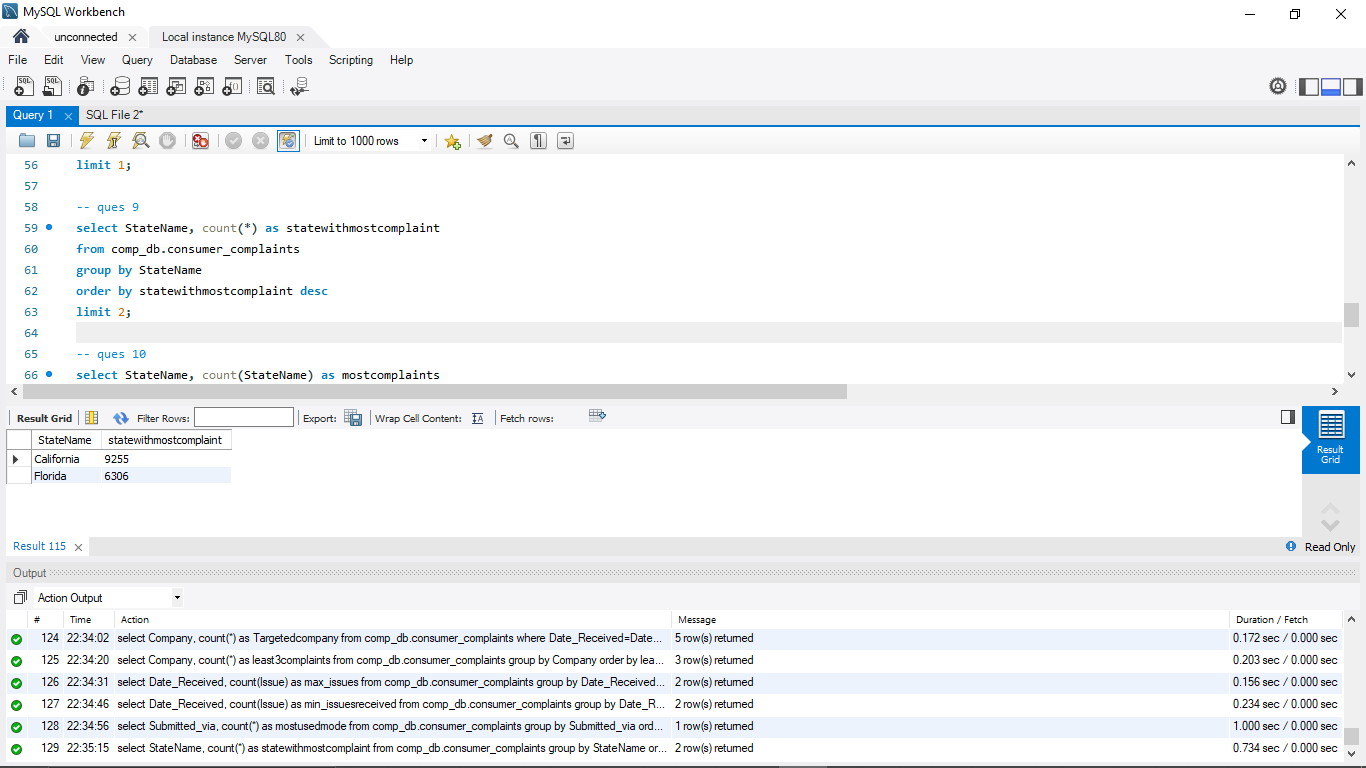 MySQL Workbench
unconnected Local instance MySQL80
File Edit View Query Database Server Tools Scripting Help
SQL SQL
Query 1 SQL File 2*
Limit to 1000 rows
56 limit 1;
57
58 -- ques 9
59 select StateName, count(*) as statewithmostcomplaint
60 from comp_db.consumer_complaints
61 group by StateName
62 order by statewithmostcomplaint desc
63 limit 2;
64
65 -- ques 10
66 select StateName, count(StateName) as mostcomplaints
Result Grid Filter Rows: Export: Wrap Cell Content: Fetch rows:
StateName statewithmostcomplaint
California 9255
Florida 6306
Result
Grid
Result 115 Read Only
Output
Action Output
# Time Action Message Duration / Fetch
124 22:34:02 select Company, count(*) as Targetedcompany from comp_db.consumer_complaints where Date_Received=Date... 5 row(s) returned 0.172 sec / 0.000 sec
125 22:34:20 select Company, count(*) as least3complaints from comp_db.consumer_complaints group by Company order by lea... 3 row(s) returned 0.203 sec / 0.000 sec
126 22:34:31 select Date_Received, count(Issue) as max_issues from comp_db.consumer_complaints group by Date_Received... 2 row(s) returned 0.156 sec / 0.000 sec
127 22:34:46 select Date_Received, count(Issue) as min_issuesreceived from comp_db.consumer_complaints group by Date_R... 2 row(s) returned 0.234 sec / 0.000 sec
128 22:34:56 select Submitted_via, count(*) as mostusedmode from comp_db.consumer_complaints group by Submitted_via ord... 1 row(s) returned 1.000 sec / 0.000 sec
129 22:35:15 select StateName, count(*) as statewithmostcomplaint from comp_db.consumer_complaints group by StateName or... 2 row(s) returned 0.734 sec / 0.000 sec